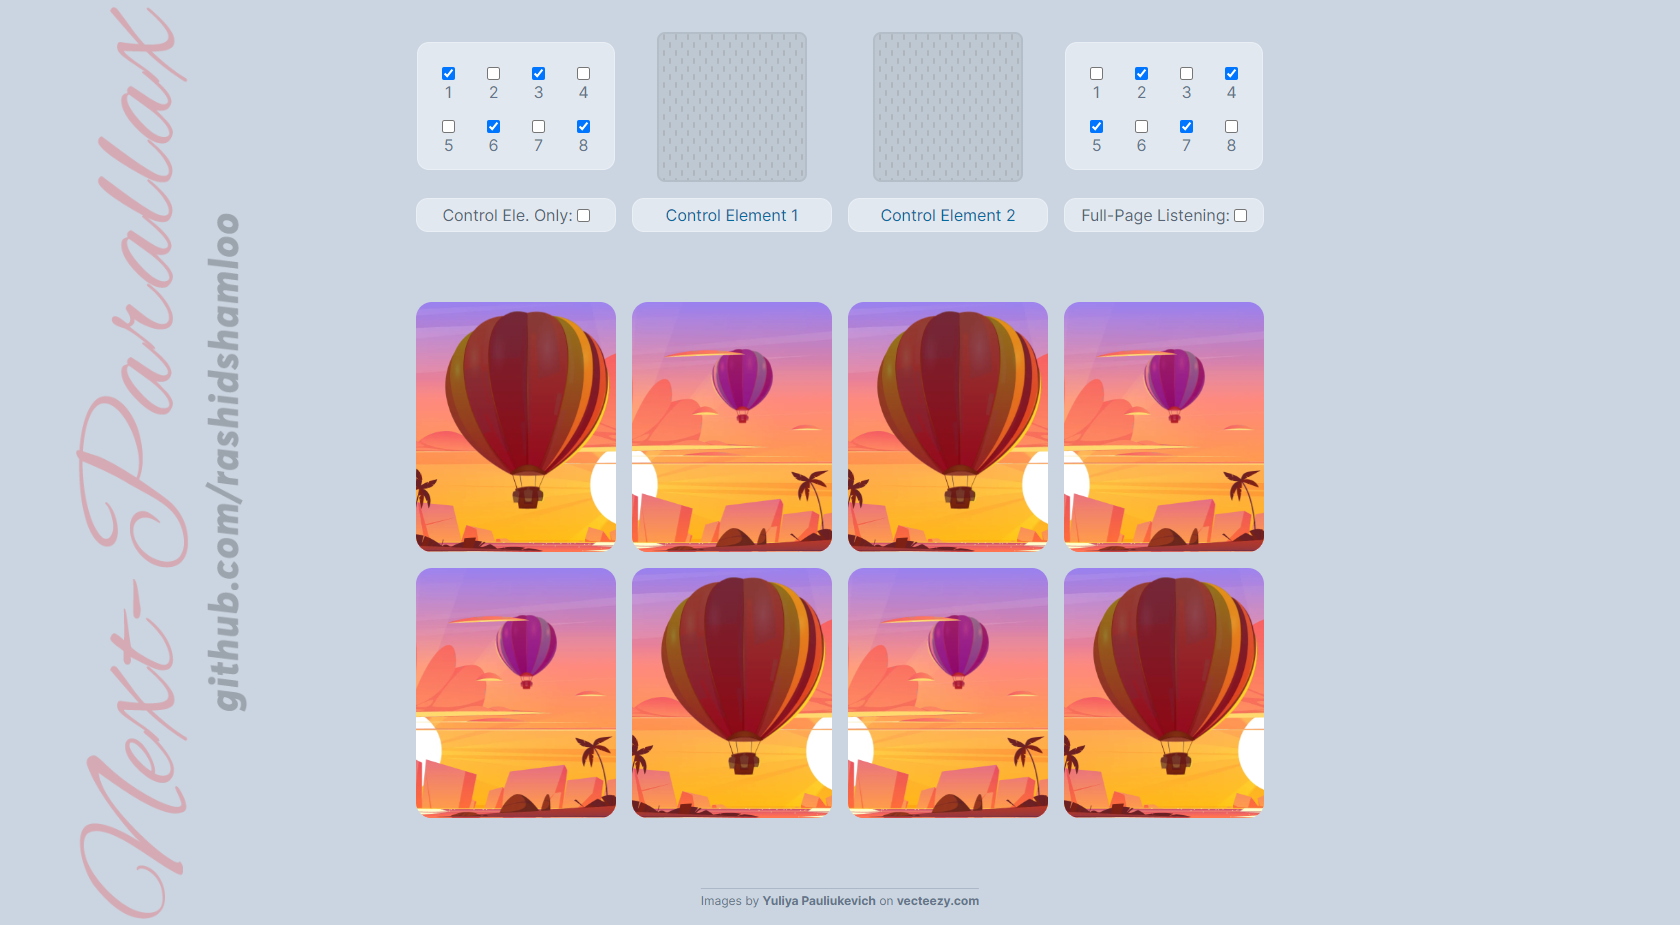 Next-Parallax
github.com/rashidshamloo
1 2 3 4
5 6 7 8
1 2 3 4
5 6 7 8
Control Ele. Only:
Control Element 1
Control Element 2
Full-Page Listening:
Images by Yuliya Pauliukevich on vecteezy.com